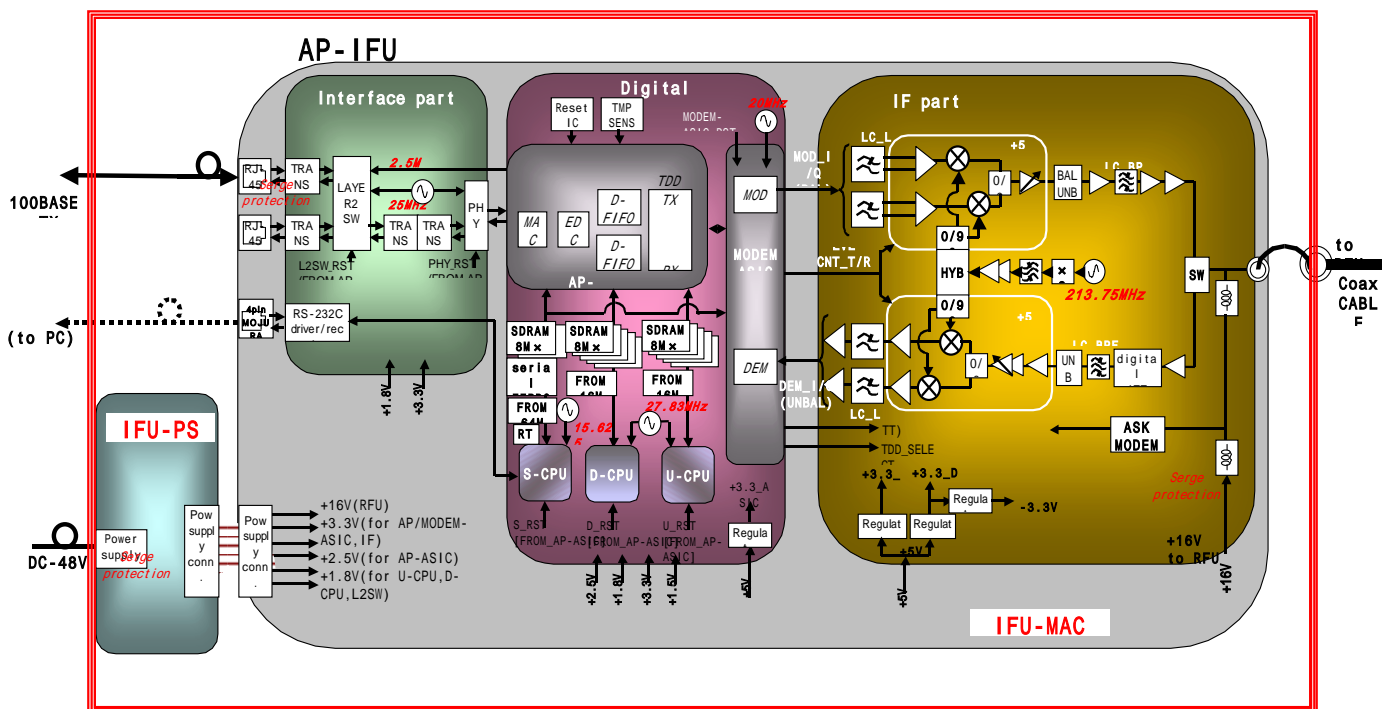 AP-IFU
Interface part
Digital
IF part
100BASE
(to PC)
DC-48V
RJ-
45
Serge
protection
RJ-
45
TRA
NS
TRA
NS
LAYE
R2
SW
2.5M
25MHz
TRA
NS
TRA
NS
PH
Y
L2SW_RST
PHY_RST
4pin
RS-232C
driver/rec
+1.8V
+3.3V
Reset
IC
TMP
SENS
MODEM-
20MHz
MA
C
ED
C
D-
FIFO
D-
FIFO
TDD
TX
AP-
MOD
MODEM
DEM
SDRAM
8M×
SDRAM
8M×
SDRAM
8M×
seria
l
FROM
FROM
FROM
RT
15.62
27.83MHz
S-CPU
D-CPU
U-CPU
S_RST
D_RST
U_RST
ASIC]
+2.5V
+1.8V
+3.3V
+1.5V
+3.3_A
SIC
Regula
+5V
MOD_I
/Q
CNT_T/R
DEM_I/
(UNBAL)
LC_L
+5
0/
BAL
UNB
0/9
HYB
0/9
×
213.75MHz
SW
+5
0/
UN
B
digita
l
LC_L
TT)
TDD_SELE
ASK
MODEM
Serge
protection
+3.3_
+3.3_D
Regula
-3.3V
Regulat
Regulat
+5V
+5V
+16V
to RFU
+16V
to
Coax
CABL
IFU-MAC
IFU-PS
Power
supply
Serge
protection
Pow
suppl
y
conn
.
Pow
suppl
y
conn
.
+16V(RFU)
+3.3V(for AP/MODEM-
ASIC,IF)
+2.5V(for AP-ASIC)
+1.8V(for U-CPU,D-
CPU,L2SW)